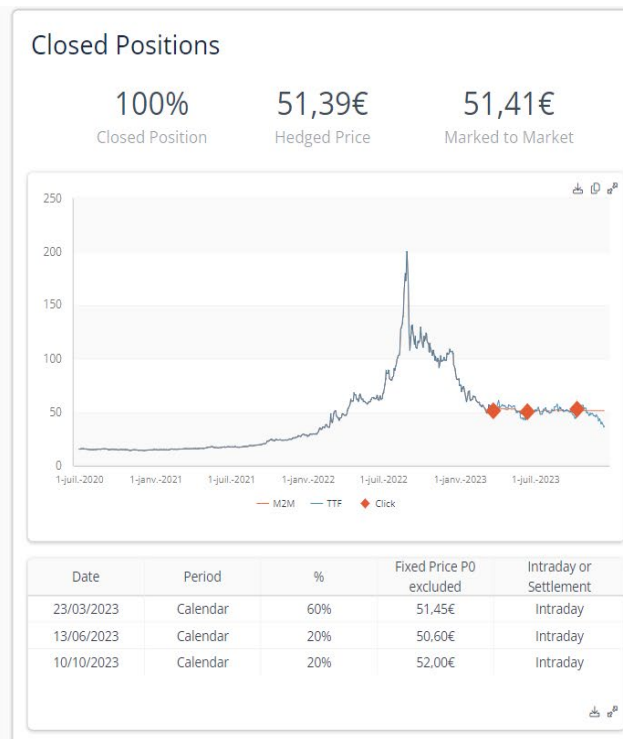 Closed Positions
100% 51,39€ 51,41€
Closed Position Hedged Price Marked to Market
250
200
150
100
50
0
1-juil.-2020 1-janv.-2021 1-juil.-2021 1-janv.-2022 1-juil.-2022 1-janv.-2023 1-juil.-2023
M2M TTF Click
Date Period % Fixed Price P0 excluded Intraday or Settlement
23/03/2023 Calendar 60% 51,45€ Intraday
13/06/2023 Calendar 20% 50,60€ Intraday
10/10/2023 Calendar 20% 52,00€ Intraday